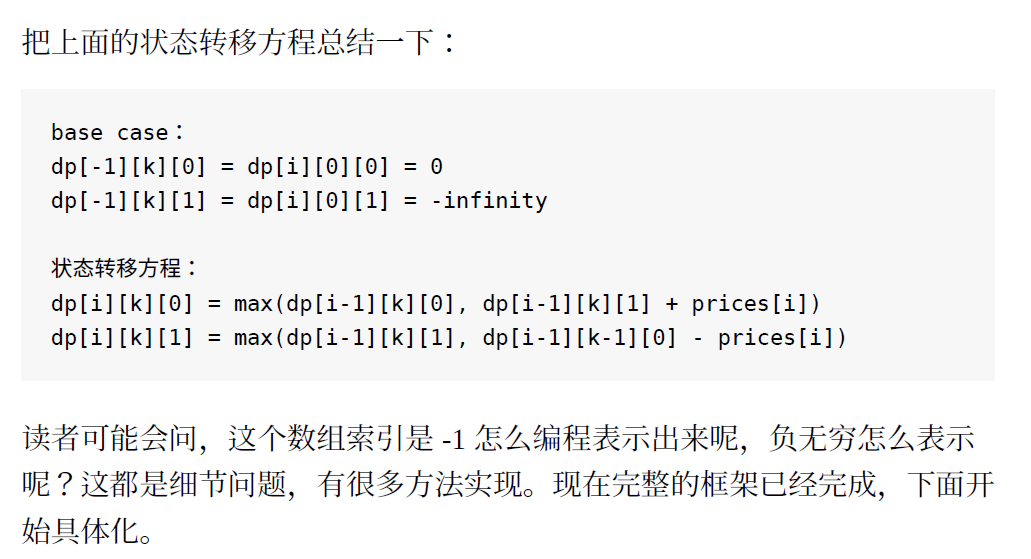 把上面的状态转移方程总结一下：
base case：
dp[-1][k][0] = dp[i][0][0] = 0
dp[-1][k][1] = dp[i][0][1] = -infinity
状态转移方程：
dp[i][k][0] = max(dp[i-1][k][0], dp[i-1][k][1] + prices[i])
dp[i][k][1] = max(dp[i-1][k][1], dp[i-1][k-1][0] - prices[i])
读者可能会问，这个数组索引是 -1 怎么编程表示出来呢，负无穷怎么表示
呢？这都是细节问题，有很多方法实现。现在完整的框架已经完成，下面开
始具体化。